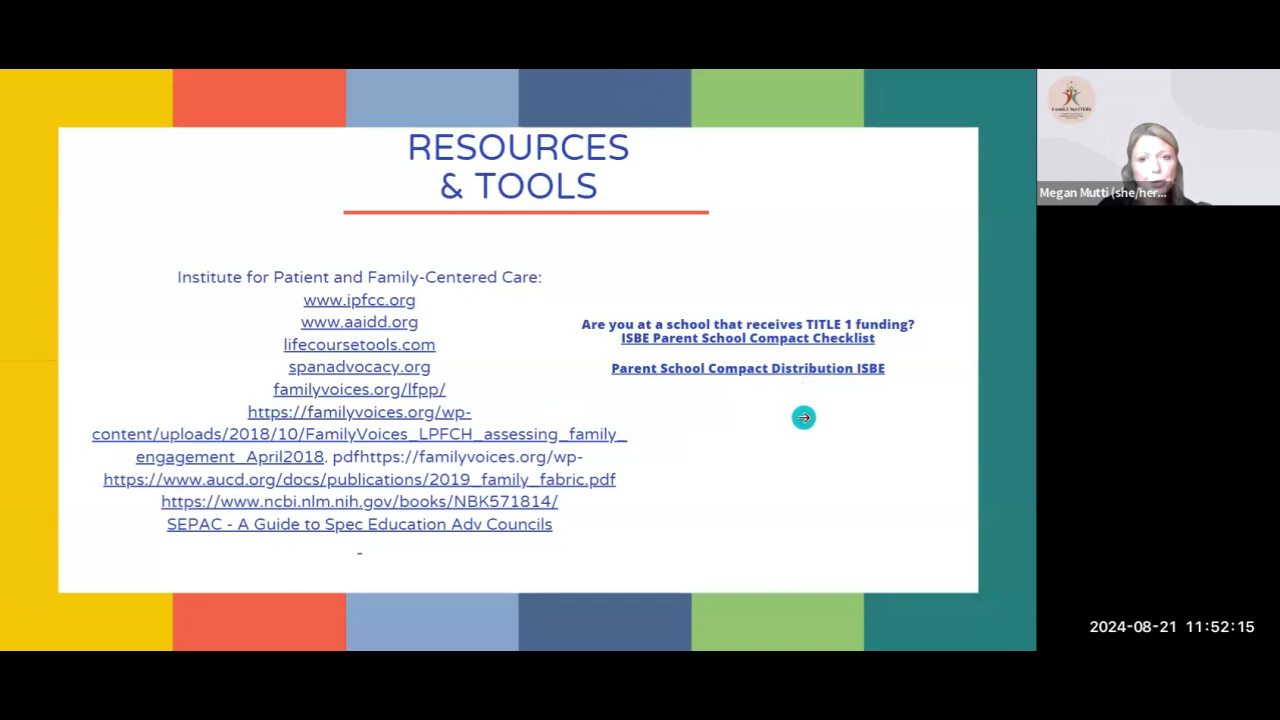 RESOURCES
& TOOLS
Institute for Patient and Family-Centered Care:
www.ipfcc.org
www.aaidd.org
lifecoursetools.com
spanadvocacy.org
familyvoices.org/lfpp/
https://familyvoices.org/wp-
content/uploads/2018/10/FamilyVoices_LPFCH_assessing_family_
engagement_April2018. pdfhttps://familyvoices.org/wp-
https://www.aucd.org/docs/publications/2019_family_fabric.pdf
https://www.ncbi.nlm.nih.gov/books/NBK571814/
SEPAC - A Guide to Spec Education Adv Councils
-
Are you at a school that receives TITLE 1 funding?
ISBE Parent School Compact Checklist
Parent School Compact Distribution ISBE
FAMILY MATTERS
Megan Mutti (she/her...
2024-08-21 11:52:15